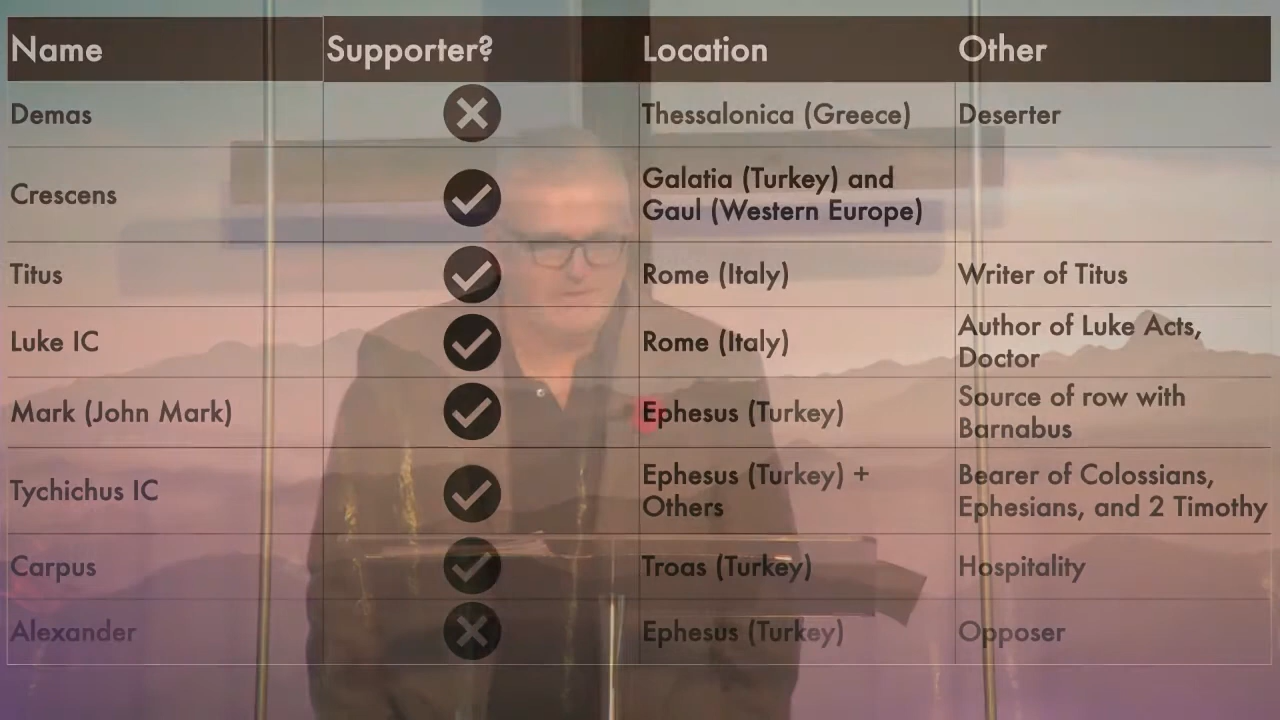 Name Supporter? Location Other
Demas Thessalonica (Greece) Deserter
Crescens Galatia (Turkey) and
Gaul (Western Europe)
Titus Rome (Italy) Writer of Titus
Luke IC Rome (Italy) Author of Luke Acts,
Doctor
Mark (John Mark) Ephesus (Turkey) Source of row with
Barnabus
Tychichus IC Ephesus (Turkey) + Bearer of Colossians,
Others Ephesians, and 2 Timothy
Carpus Troas (Turkey) Hospitality
Alexander Ephesus (Turkey) Opposer